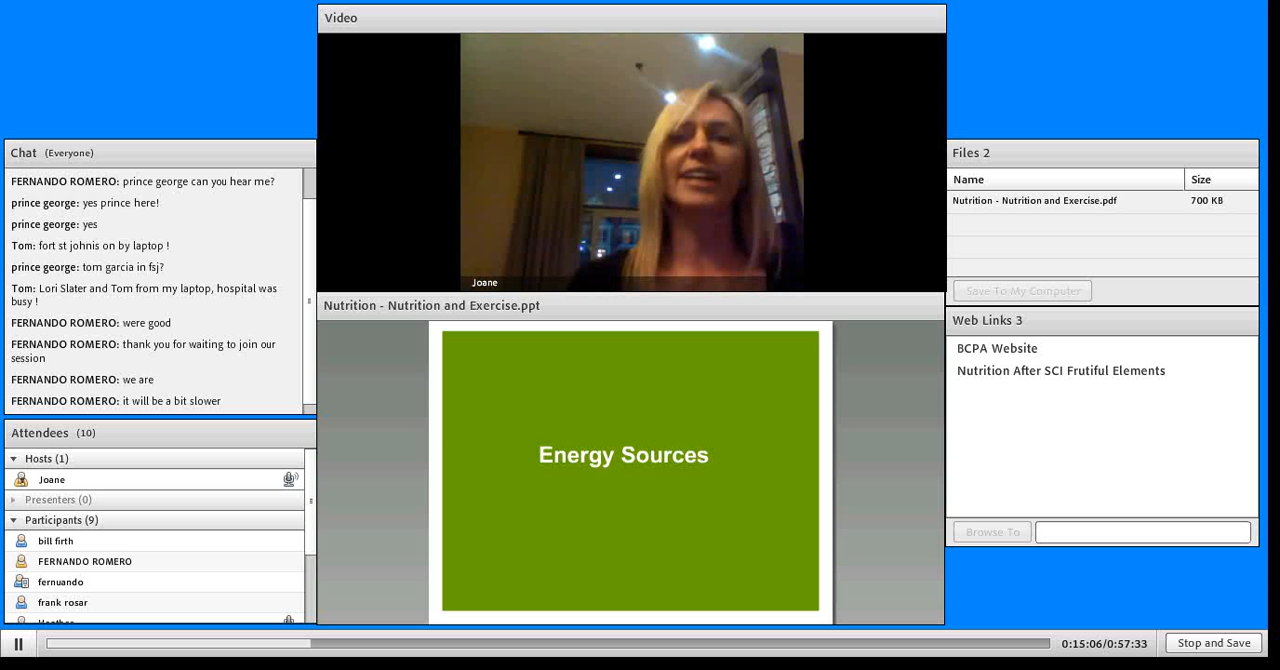 Video
Joane
Chat (Everyone)
FERNANDO ROMERO: prince george can you hear me?
prince george: yes prince here!
prince george: yes
Tom: fort st johnis on by laptop !
prince george: tom garcia in fsj?
Tom: Lori Slater and Tom from my laptop, hospital was
busy !
FERNANDO ROMERO: were good
FERNANDO ROMERO: thank you for waiting to join our
session
FERNANDO ROMERO: we are
FERNANDO ROMERO: it will be a bit slower
Attendees (10)
Hosts (1)
Joane
Presenters (0)
Participants (9)
bill firth
FERNANDO ROMERO
fernuando
frank rosar
Nutrition - Nutrition and Exercise.ppt
Energy Sources
Files 2
Name Size
Nutrition - Nutrition and Exercise.pdf 700 KB
Save To My Computer
Web Links 3
BCPA Website
Nutrition After SCI Frutiful Elements
Browse To
0:15:06/0:57:33
Stop and Save